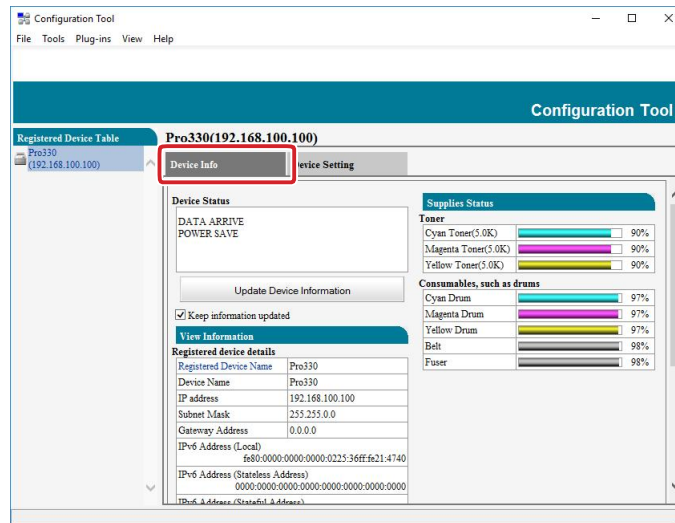 Configuration Tool
File Tools Plug-ins View Help
Configuration Tool
Registered Device Table
Pro330
(192.168.100.100)
Pro330(192.168.100.100)
Device Info
Device Setting
Device Status
DATA ARRIVE
POWER SAVE
Update Device Information
Keep information updated
View Information
Registered device details
Registered Device Name Pro330
Device Name Pro330
IP address 192.168.100.100
Subnet Mask 255.255.0.0
Gateway Address 0.0.0.0
IPv6 Address (Local)
fe80:0000:0000:0000:0225:36ff:fe21:4740
IPv6 Address (Stateless Address)
0000:0000:0000:0000:0000:0000:0000:0000
IPv6 Address (Stateful Address)
Supplies Status
Toner
Cyan Toner(5.0K) 90%
Magenta Toner(5.0K) 90%
Yellow Toner(5.0K) 90%
Consumables, such as drums
Cyan Drum 97%
Magenta Drum 97%
Yellow Drum 97%
Belt 98%
Fuser 98%